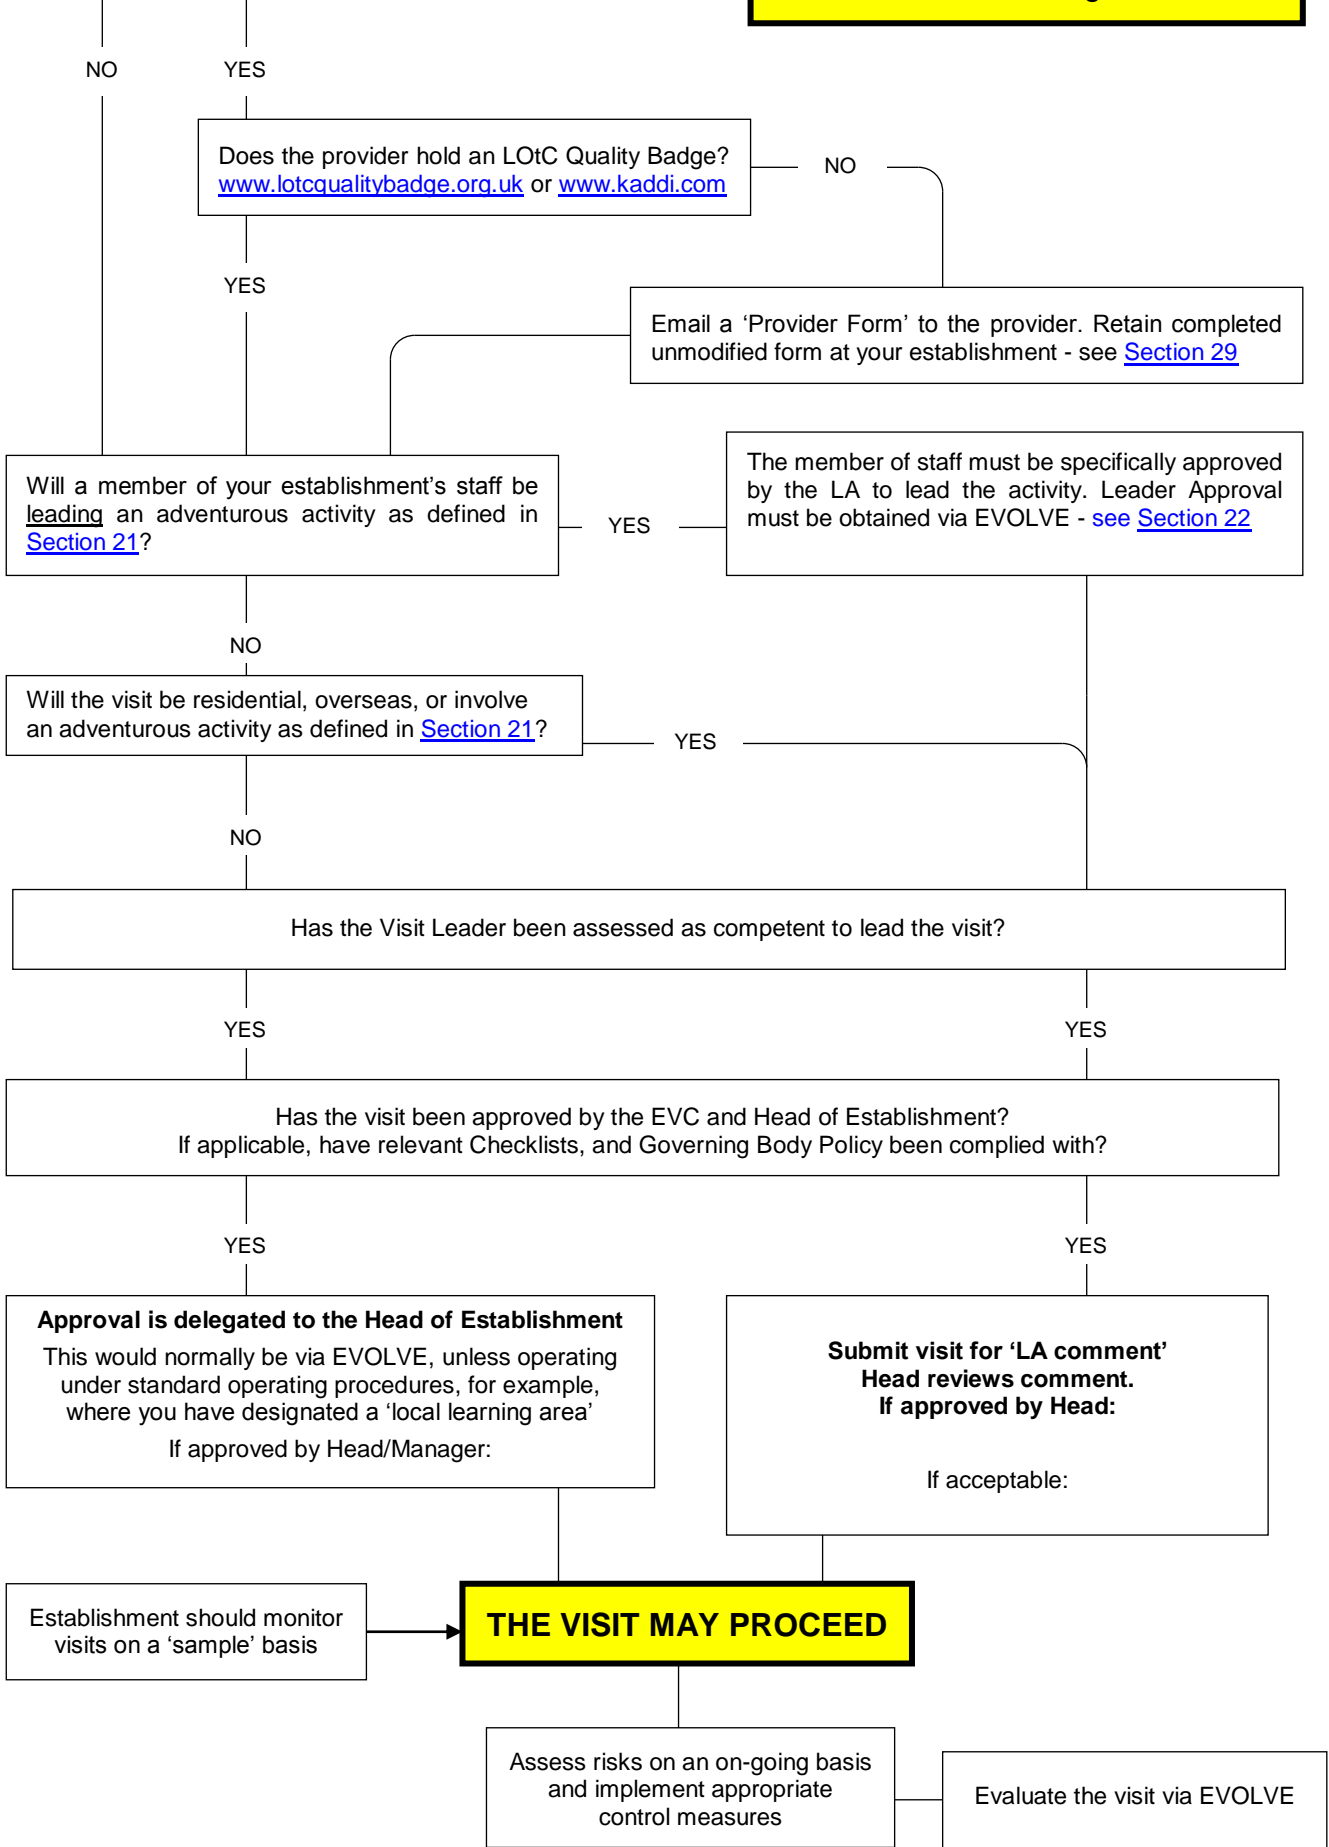 NO
YES
Does the provider hold an LOtC Quality Badge?
www.lotcqualitybadge.org.uk or www.kaddi.com
NO
YES
Email a ‘Provider Form’ to the provider. Retain completed
unmodified form at your establishment - see Section 29
Will a member of your establishment’s staff be
leading an adventurous activity as defined in
Section 21?
YES
The member of staff must be specifically approved
by the LA to lead the activity. Leader Approval
must be obtained via EVOLVE - see Section 22
NO
Will the visit be residential, overseas, or involve
an adventurous activity as defined in Section 21?
YES
NO
Has the Visit Leader been assessed as competent to lead the visit?
YES
YES
Has the visit been approved by the EVC and Head of Establishment?
If applicable, have relevant Checklists, and Governing Body Policy been complied with?
YES
YES
Approval is delegated to the Head of Establishment
This would normally be via EVOLVE, unless operating
under standard operating procedures, for example,
where you have designated a ‘local learning area’
If approved by Head/Manager:
Submit visit for ‘LA comment’
Head reviews comment.
If approved by Head:
If acceptable:
Establishment should monitor
visits on a ‘sample’ basis
THE VISIT MAY PROCEED
Assess risks on an on-going basis
and implement appropriate
control measures
Evaluate the visit via EVOLVE